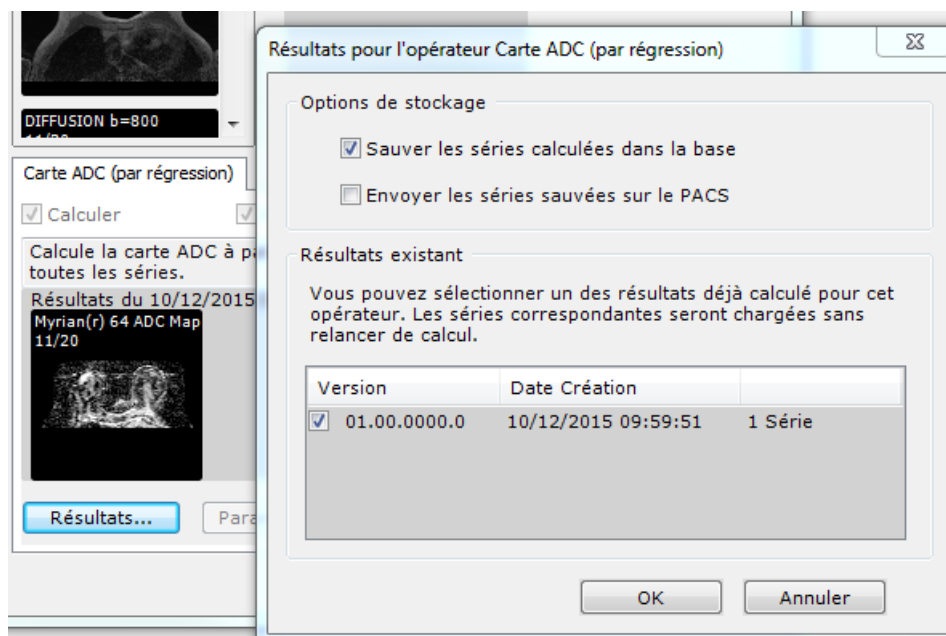 DIFFUSION b=800
11/20
Carte ADC (par régression)
Calculer
Calcule la carte ADC à
toutes les séries.
Résultats du 10/12/2015
Myrian(r) 64 ADC Map
11/20
Résultats...
Résultats pour l'opérateur Carte ADC (par régression)
Options de stockage
Sauver les séries calculées dans la base
Envoyer les séries sauvées sur le PACS
Résultats existant
Vous pouvez sélectionner un des résultats déjà calculé pour cet
opérateur. Les séries correspondantes seront chargées sans
relancer de calcul.
Version Date Création
01.00.0000.0 10/12/2015 09:59:51 1 Série
OK Annuler